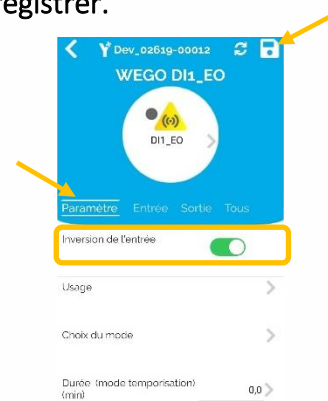 egistrer.
Dev_02619-00012
WEGO DI1_EO
DI1_EO
Paramètre Entrée Sortie Tous
Inversion de l'entrée
Usage
Choix du mode
Durée (mode temporisation)
(min)
0,0